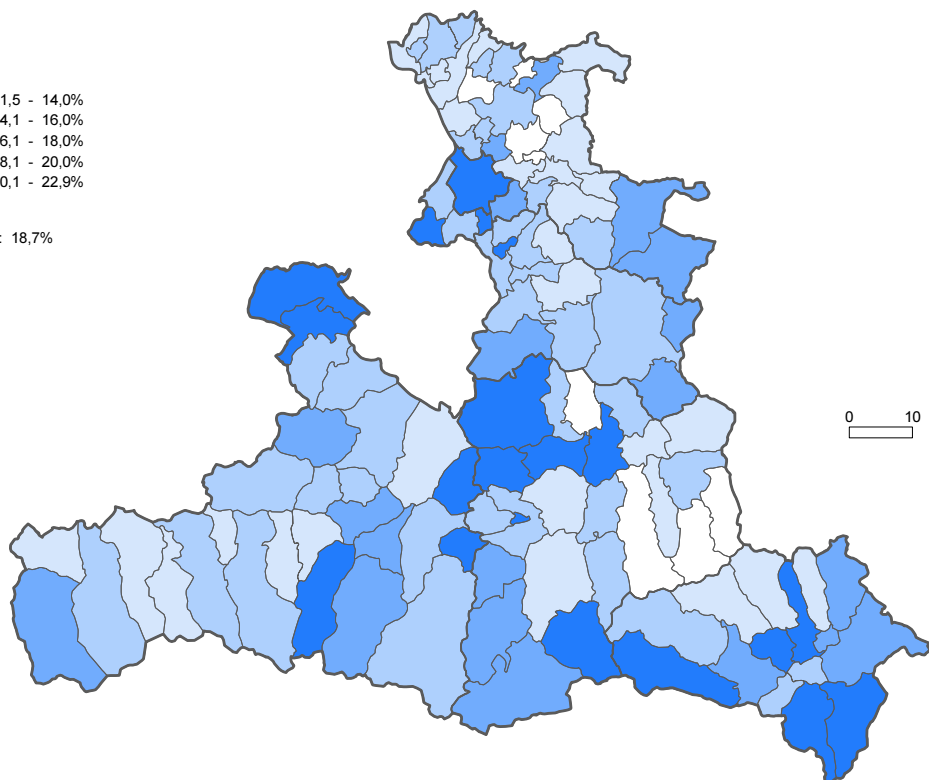 1,5 - 14,0%
4,1 - 16,0%
6,1 - 18,0%
8,1 - 20,0%
0,1 - 22,9%
: 18,7%
0 10